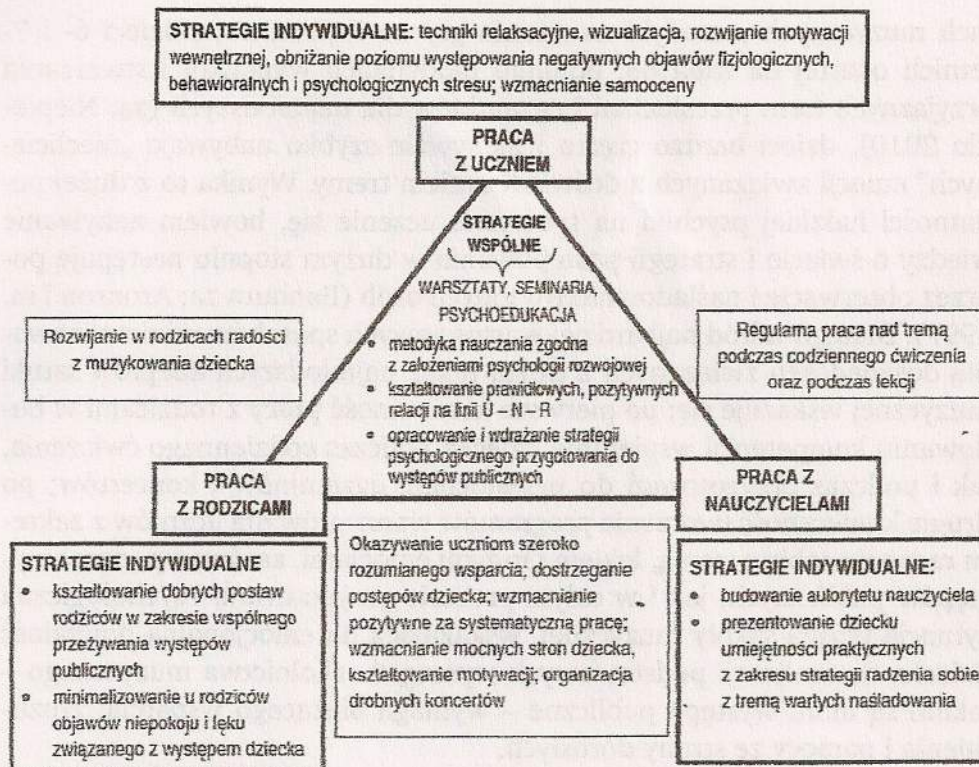 STRATEGIE INDYWIDUALNE: techniki relaksacyjne, wizualizacja, rozwijanie motywacji
wewnętrznej, obniżanie poziomu występowania negatywnych objawów fizjologicznych,
behawioralnych i psychologicznych stresu; wzmacnianie samooceny
PRACA
Z UCZNIEM
STRATEGIE
WSPÓLNE
WARSZTATY, SEMINARIA,
PSYCHOEDUKACJA
• metodyka nauczania zgodna
z założeniami psychologii rozwojowej
• kształtowanie prawidłowych, pozytywnych
relacji na linii U - N - R
• opracowanie i wdrażanie strategii
psychologicznego przygotowania do
występów publicznych
Rozwijanie w rodzicach radości
z muzykowania dziecka
Regularna praca nad tremą
podczas codziennego ćwiczenia
oraz podczas lekcji
PRACA
Z RODZICAMI
PRACA Z
NAUCZYCIELAMI
STRATEGIE INDYWIDUALNE
• kształtowanie dobrych postaw
rodziców w zakresie wspólnego
przeżywania występów
publicznych;
• minimalizowanie u rodziców
objawów niepokoju i lęku
związanego z występem dziecka
Okazywanie uczniom szeroko
rozumianego wsparcia; dostrzeganie
postępów dziecka; wzmacnianie
pozytywne za systematyczną pracę;
wzmacnianie mocnych stron dziecka,
kształtowanie motywacji; organizacja
drobnych koncertów
STRATEGIE INDYWIDUALNE:
• budowanie autorytetu nauczyciela
• prezentowanie dziecku
umiejętności praktycznych
z zakresu strategii radzenia sobie
z tremą wartych naśladowania